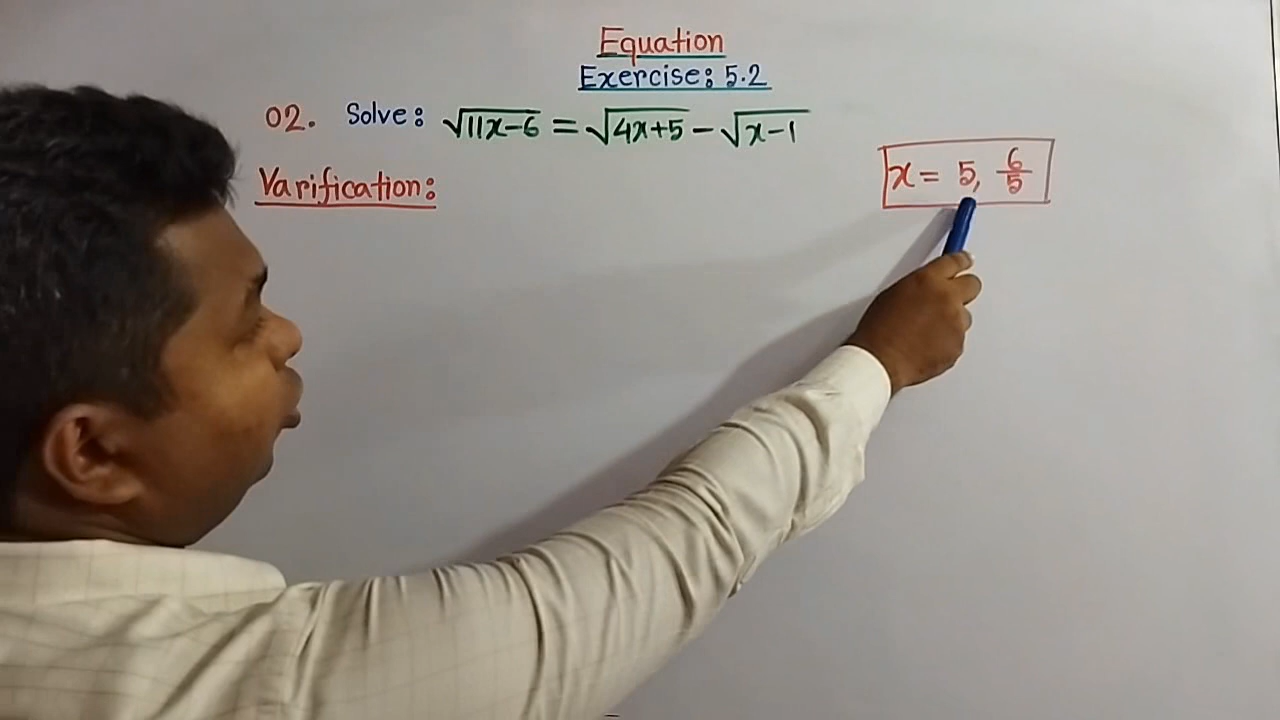 Equation
Exercise: 5.2
02. Solve: √11x-6 = √4x+5 - √x-1
Varification:
x = 5, 6/5